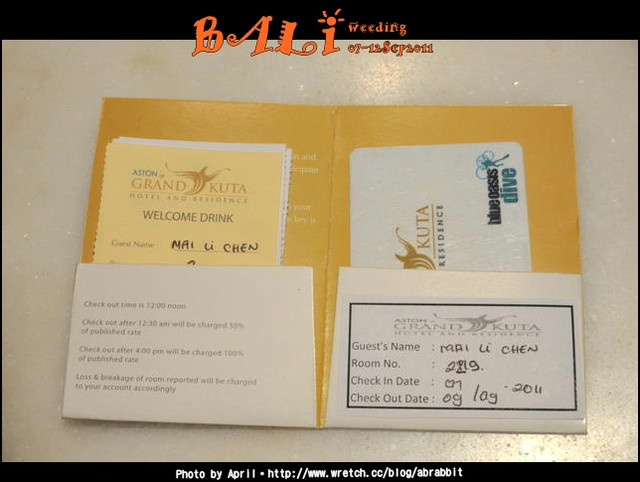 BALI weeding
07-12Sep2011
ASTON
GRAND KUTA
HOTEL AND RESIDENCE
WELCOME DRINK
Guest Name MAI LI CHEN
your
key is
KUTA
RESIDENCE
blue oasis
dive
Check out time is 12:00 noon
Check out after 12:30 am will be charged 50%
of published rate
Check out after 4:00 pm will be charged 100%
of published rate
Loss & breakage of room reported will be charged
to your account accordingly
ASTON
GRAND KUTA
HOTEL AND RESIDENCE
Guest's Name : MAI LI CHEN
Room No. :
Check In Date : 07
Check Out Date : 09 /09 - 2011
Photo by April·http://www.wretch.cc/blog/abrabbit